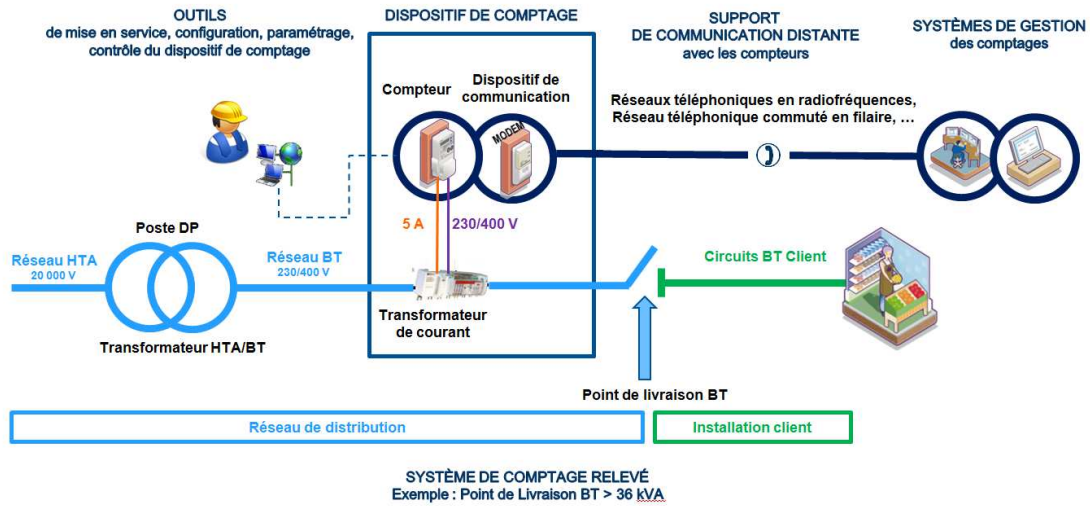 OUTILS
de mise en service, configuration, paramétrage,
contrôle du dispositif de comptage
DISPOSITIF DE COMPTAGE
SUPPORT
DE COMMUNICATION DISTANTE
avec les compteurs
SYSTÈMES DE GESTION
des comptages
Compteur
Dispositif de
communication
MODEM
Réseaux téléphoniques en radiofréquences,
Réseau téléphonique commuté en filaire, …
5 A
230/400 V
Poste DP
Réseau HTA
20 000 V
Réseau BT
230/400 V
Circuits BT Client
Transformateur
de courant
Transformateur HTA/BT
Point de livraison BT
Réseau de distribution
Installation client
SYSTÈME DE COMPTAGE RELEVÉ
Exemple : Point de Livraison BT > 36 kVA